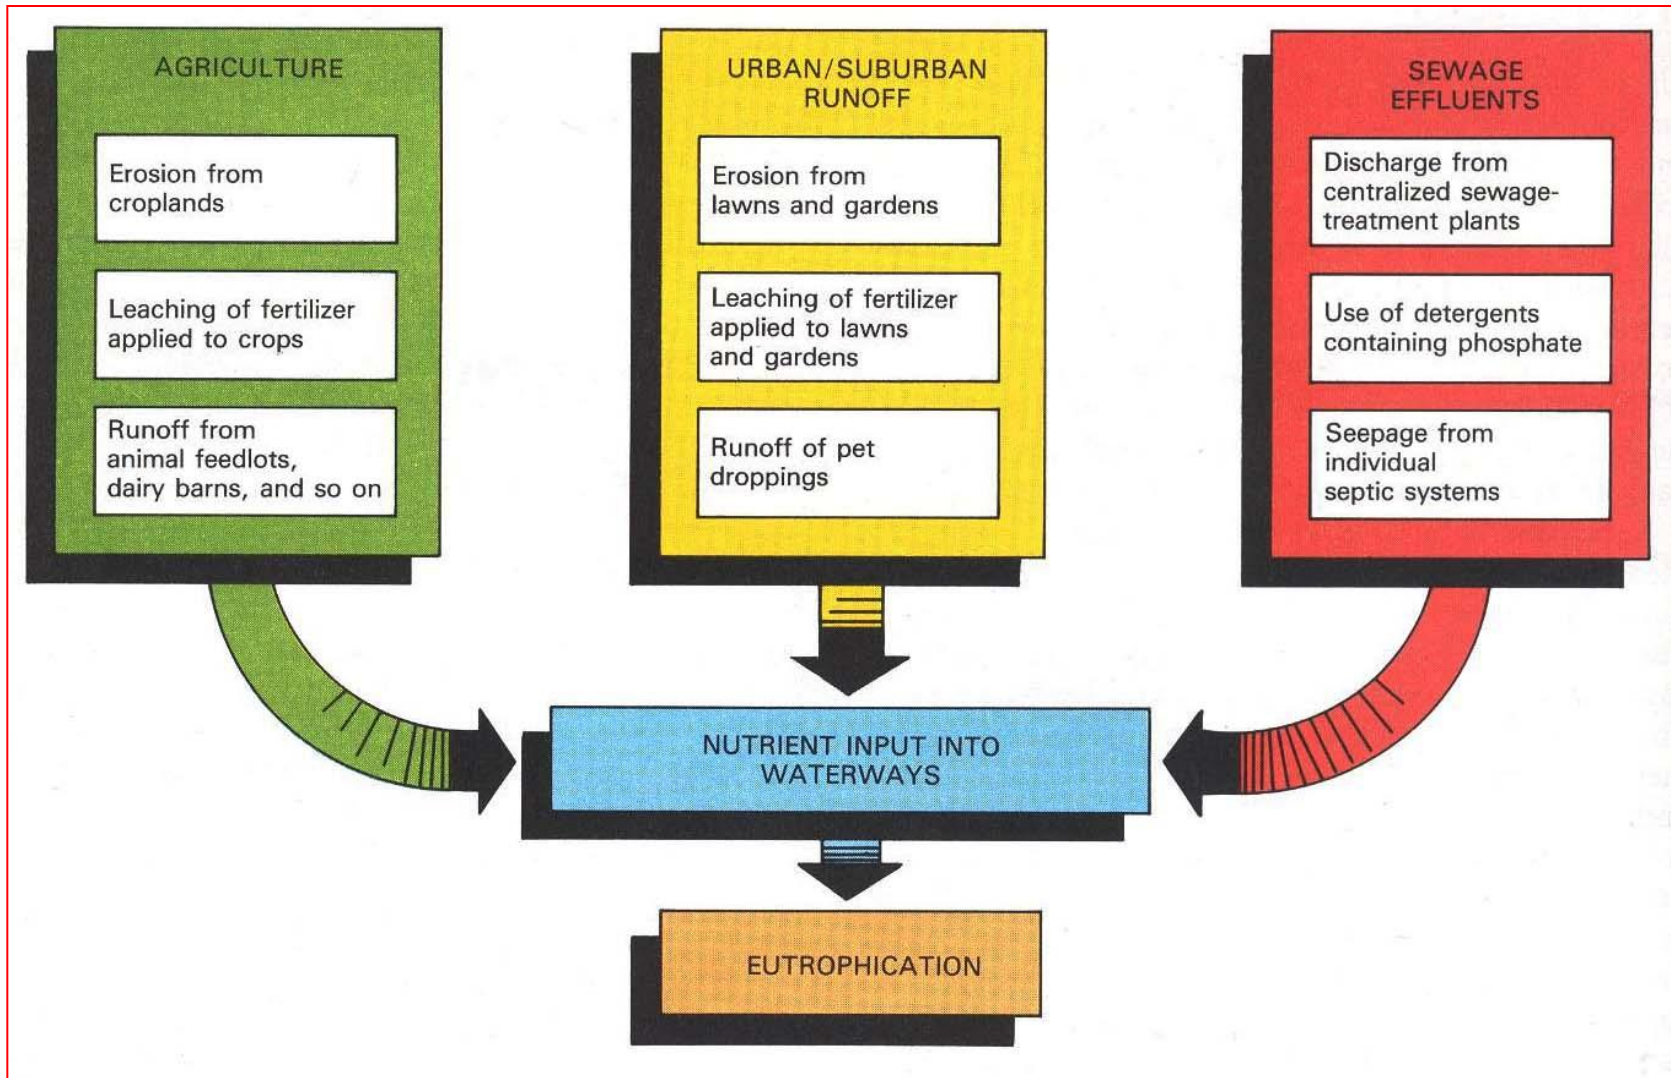 AGRICULTURE
Erosion from
croplands
Leaching of fertilizer
applied to crops
Runoff from
animal feedlots,
dairy barns, and so on
URBAN/SUBURBAN
RUNOFF
Erosion from
lawns and gardens
Leaching of fertilizer
applied to lawns
and gardens
Runoff of pet
droppings
SEWAGE
EFFLUENTS
Discharge from
centralized sewage-
treatment plants
Use of detergents
containing phosphate
Seepage from
individual
septic systems
NUTRIENT INPUT INTO
WATERWAYS
EUTROPHICATION